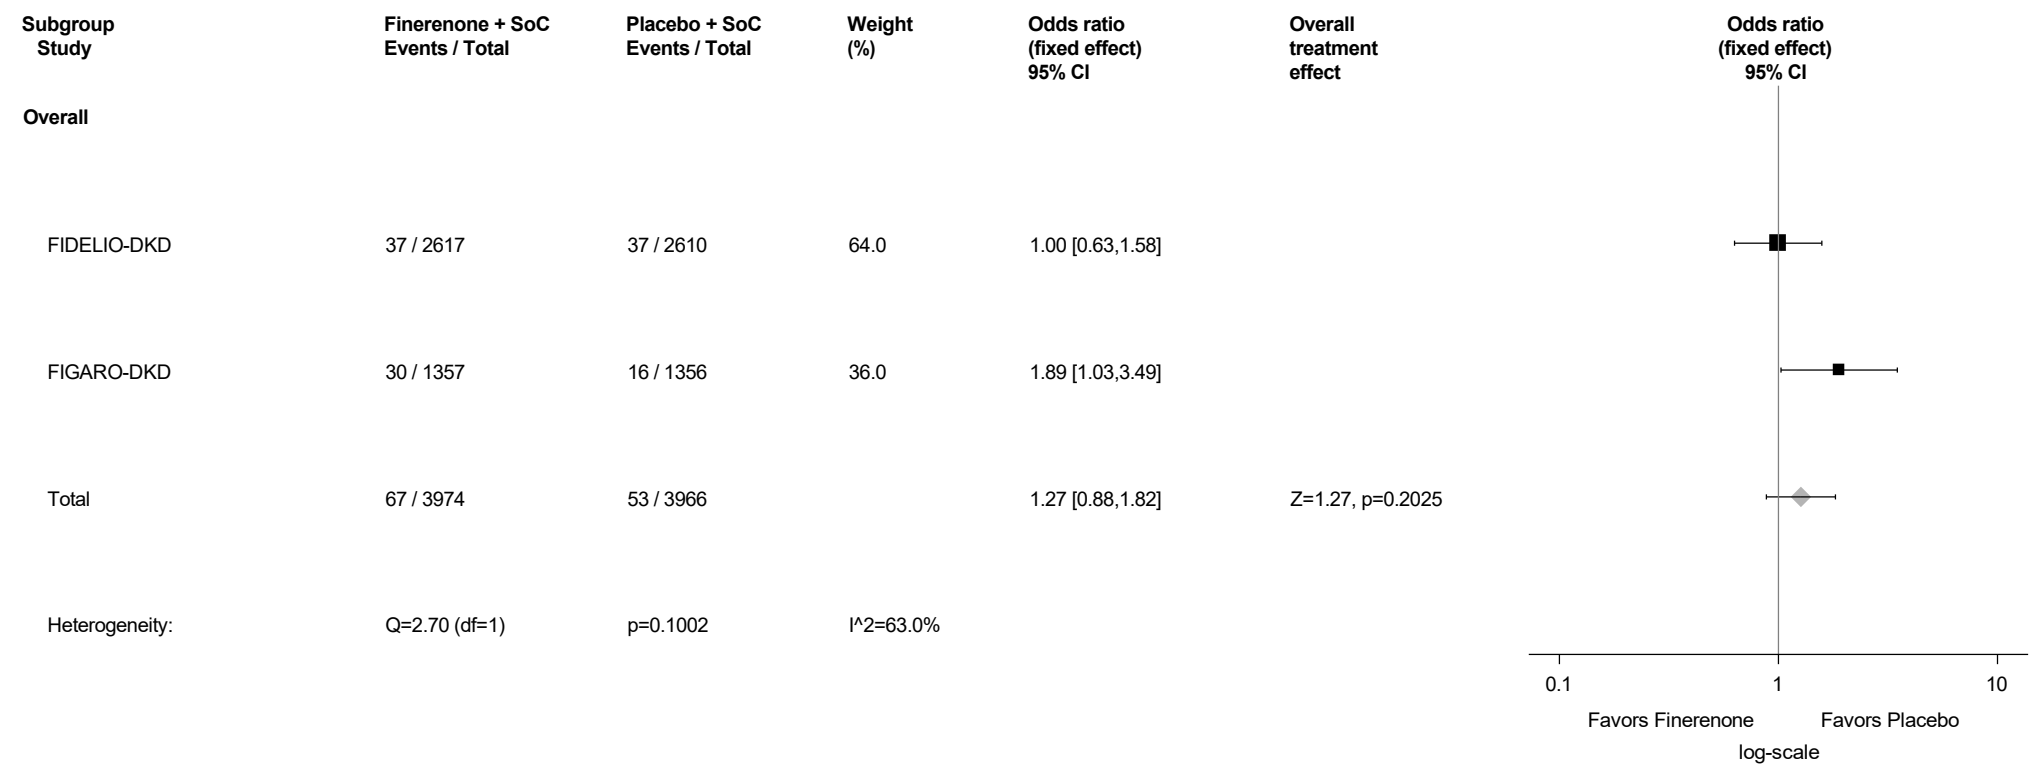 Subgroup Finerenone + SoC Placebo + SoC Weight Odds ratio Overall Odds ratio
Study Events / Total Events / Total (%) (fixed effect) treatment (fixed effect)
95% CI effect 95% CI
Overall
FIDELIO-DKD 37 / 2617 37 / 2610 64.0 1.00 [0.63,1.58]
FIGARO-DKD 30 / 1357 16 / 1356 36.0 1.89 [1.03,3.49]
Total 67 / 3974 53 / 3966 1.27 [0.88,1.82] Z=1.27, p=0.2025
Heterogeneity: Q=2.70 (df=1) p=0.1002 I^2=63.0%
0.1 1 10
Favors Finerenone Favors Placebo
log-scale